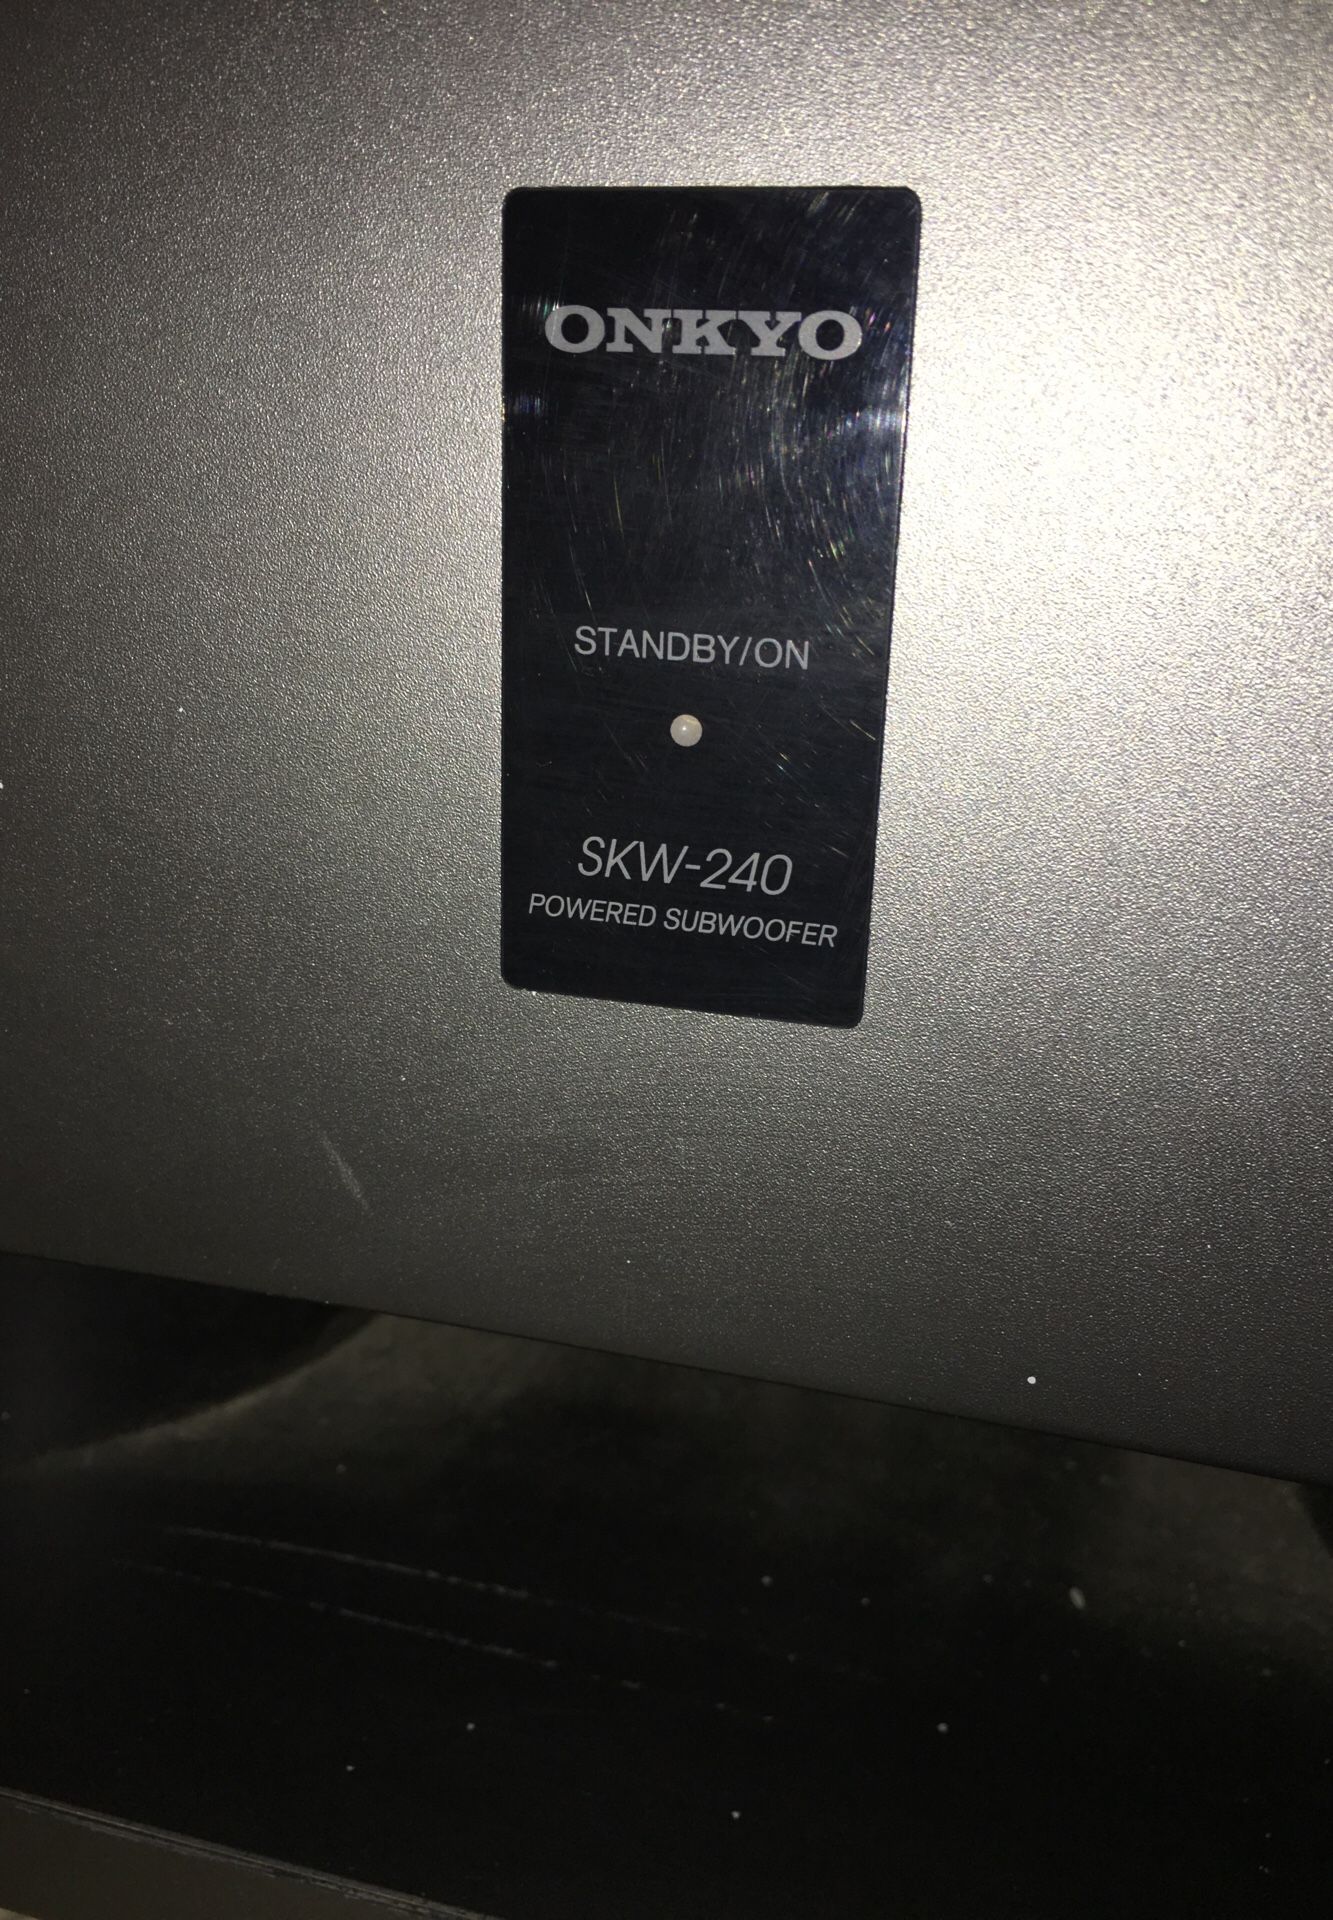 ONKYO
STANDBY/ON
SKW-240
POWERED SUBWOOFER